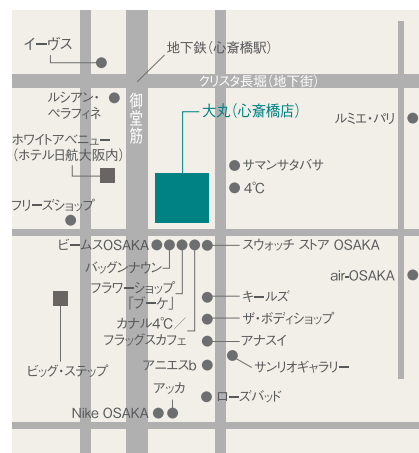 イーヴス
地下鉄(心斎橋駅)
クリスタ長堀(地下街)
ルシアン・
ペラフィネ
御堂筋
大丸(心斎橋店)
ルミエ・パリ
ホワイトアベニュー
(ホテル日航大阪内)
サマンサタバサ
4℃
フリーズショップ
ビームスOSAKA
スウォッチ ストア OSAKA
バッグンナウン
air-OSAKA
フラワーショップ
「ブーケ」
キールズ
カナル4℃／
フラッグスカフェ
ザ・ボディショップ
アナスイ
ビッグ・ステップ
アニエスb
サンリオギャラリー
アッカ
ローズバッド
Nike OSAKA